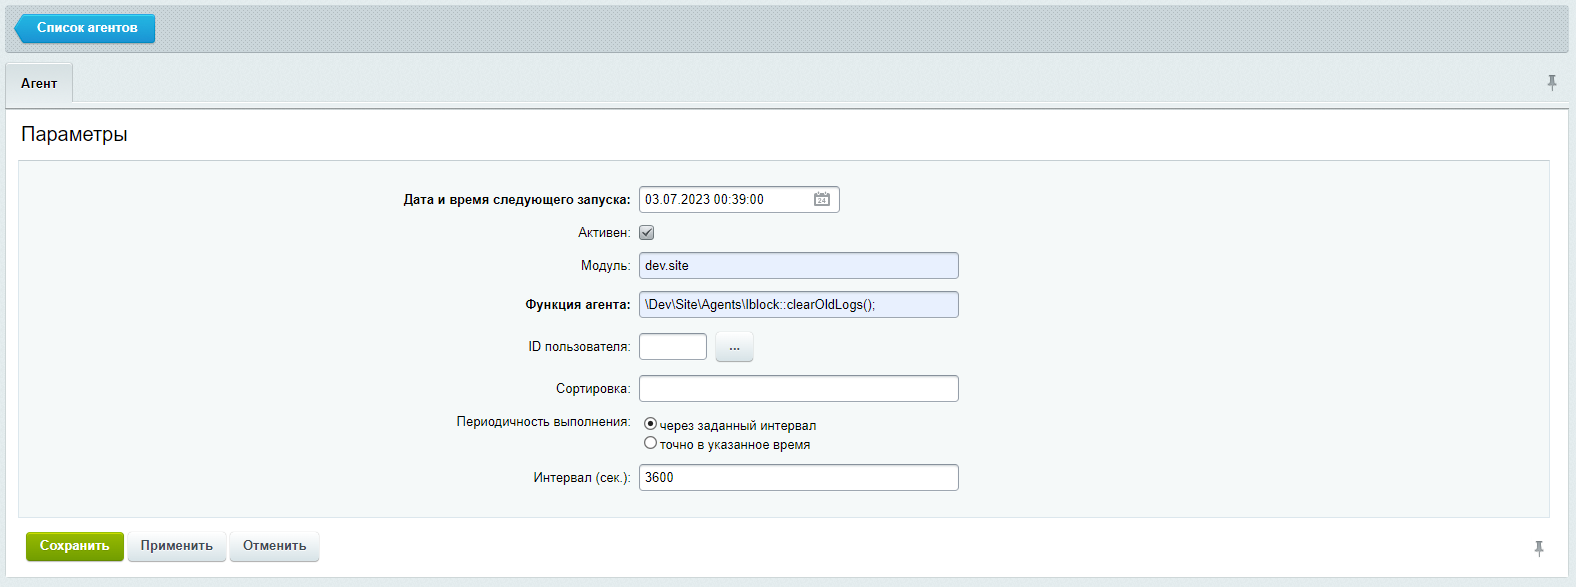 Список агентов
Агент
Параметры
Дата и время следующего запуска: 03.07.2023 00:39:00 24
Активен:
Модуль: dev.site
Функция агента: \Dev\Site\Agents\Iblock::clearOldLogs();
ID пользователя: ...
Сортировка:
Периодичность выполнения: через заданный интервал
точно в указанное время
Интервал (сек.): 3600
Сохранить Применить Отменить